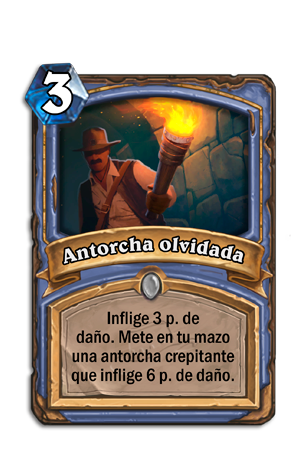 3
Antorcha olvidada
Inflige 3 p. de
daño. Mete en tu mazo
una antorcha crepitante
que inflige 6 p. de daño.